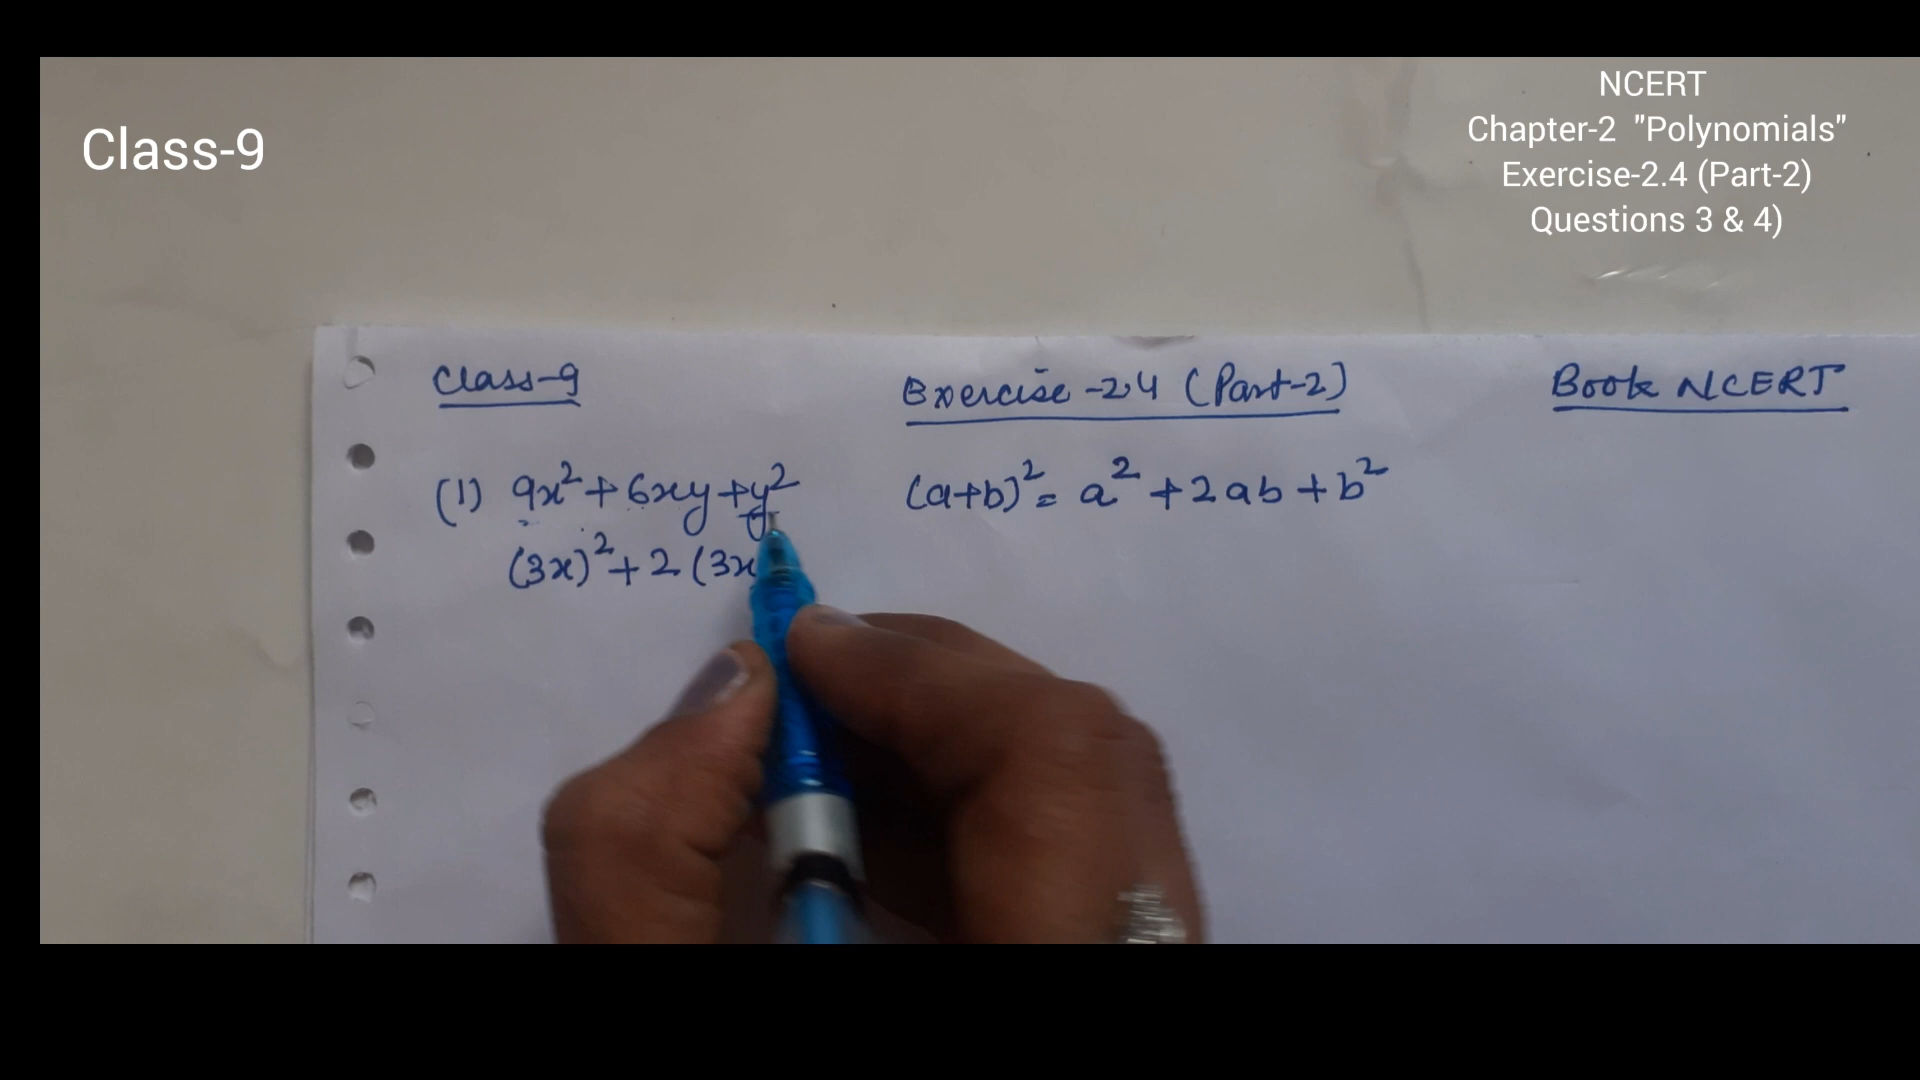 Class-9
NCERT
Chapter-2 "Polynomials"
Exercise-2.4 (Part-2)
Questions 3 & 4)
Class-9
Exercise-2.4 (Part-2)
Book NCERT
(1) 9x²+6xy+y²
(a+b)²= a²+2ab+b²
(3x)²+2(3x